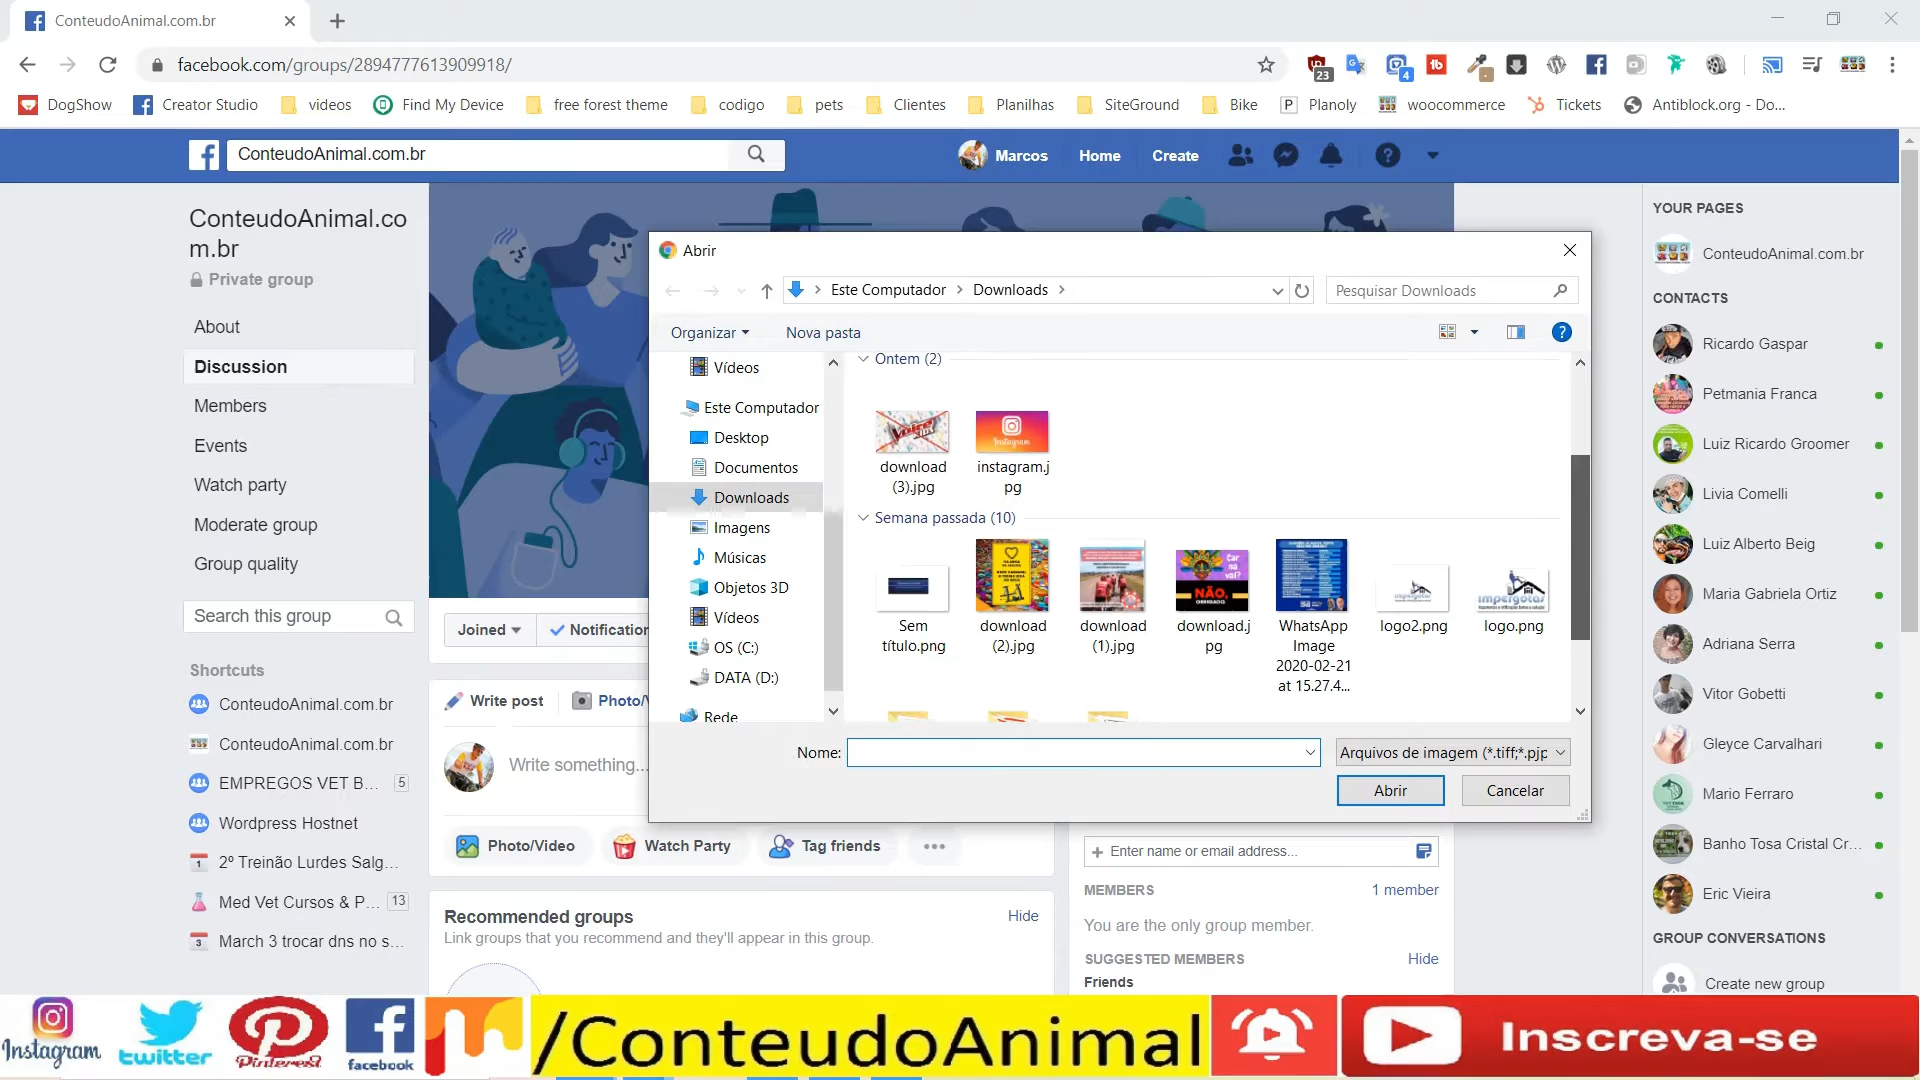 ConteudoAnimal.com.br
facebook.com/groups/2894777613909918/
23
4
DogShow
Creator Studio
videos
Find My Device
free forest theme
codigo
pets
Clientes
Planilhas
SiteGround
Bike
Planoly
woocommerce
Tickets
Antiblock.org - Do...
ConteudoAnimal.com.br
Marcos
Home
Create
ConteudoAnimal.co
m.br
Private group
About
Discussion
Members
Events
Watch party
Moderate group
Group quality
Search this group
Shortcuts
ConteudoAnimal.com.br
ConteudoAnimal.com.br
EMPREGOS VET B... 5
Wordpress Hostnet
2º Treinão Lurdes Salg...
Med Vet Cursos & P... 13
March 3 trocar dns no s...
Joined
Notification
Write post
Photo/V
Write something...
Photo/Video
Watch Party
Tag friends
Recommended groups
Hide
Link groups that you recommend and they'll appear in this group.
Abrir
Este Computador
Downloads
Pesquisar Downloads
Organizar
Nova pasta
Vídeos
Este Computador
Desktop
Documentos
Downloads
Imagens
Músicas
Objetos 3D
Vídeos
OS (C:)
DATA (D:)
Rede
Ontem (2)
download
(3).jpg
Instagram
instagram.j
pg
Semana passada (10)
Sem
título.png
download
(2).jpg
download
(1).jpg
Car
na
val?
NÃO,
OBRIGADO
download.j
pg
WhatsApp
Image
2020-02-21
at 15.27.4...
logo2.png
impergotas
logo.png
Nome:
Arquivos de imagem (*.tiff;*.pjp
Abrir
Cancelar
Enter name or email address...
MEMBERS
1 member
You are the only group member.
SUGGESTED MEMBERS
Hide
Friends
YOUR PAGES
ConteudoAnimal.com.br
CONTACTS
Ricardo Gaspar
Petmania Franca
Luiz Ricardo Groomer
Livia Comelli
Luiz Alberto Beig
Maria Gabriela Ortiz
Adriana Serra
Vitor Gobetti
Gleyce Carvalhari
Mario Ferraro
Banho Tosa Cristal Cr...
Eric Vieira
GROUP CONVERSATIONS
Create new group
Instagram
twitter
Pinterest
facebook
/ConteudoAnimal
Inscreva-se